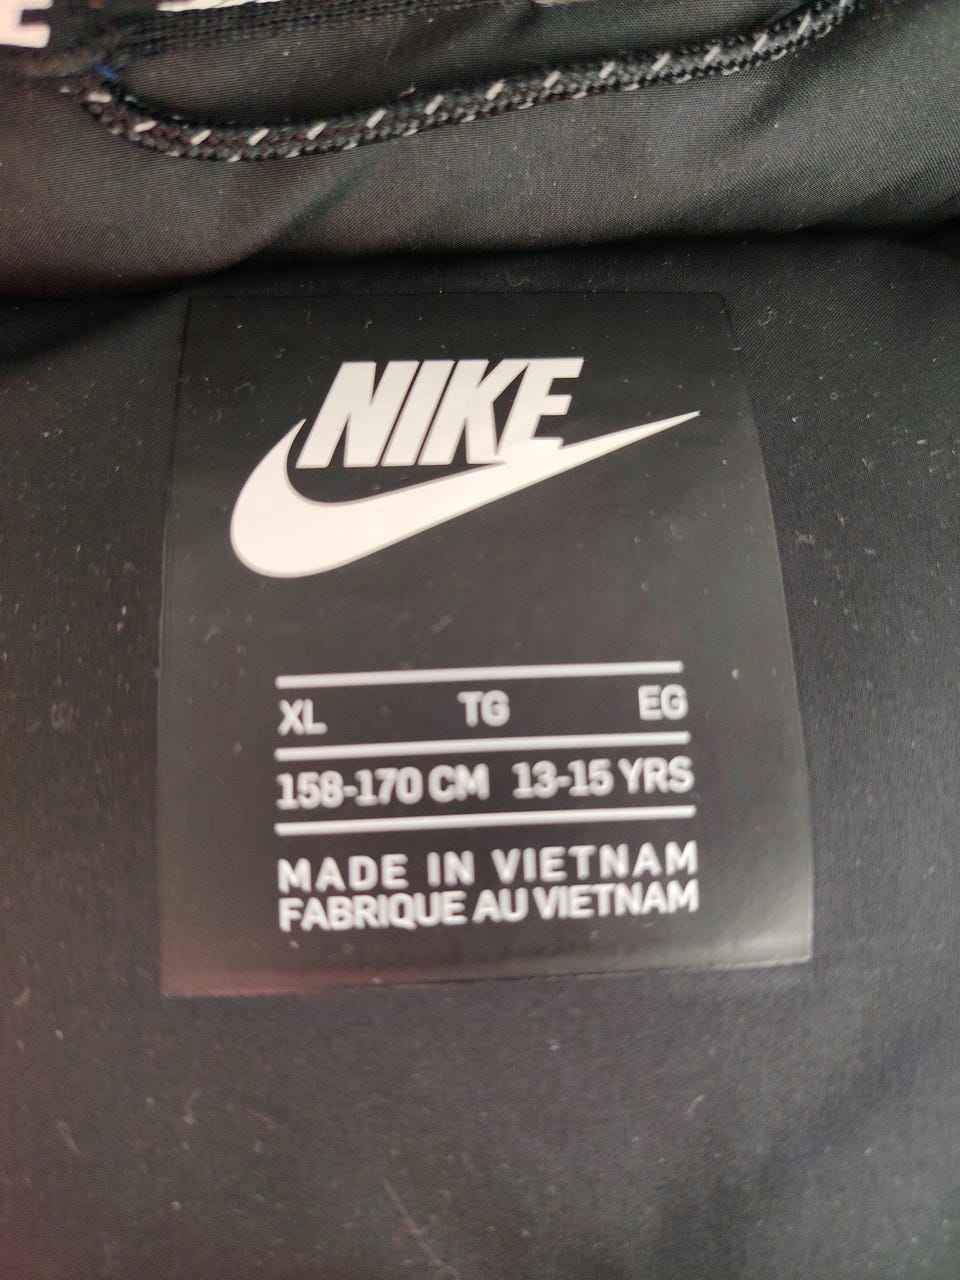 NIKE
XL TG EG
158-170 CM 13-15 YRS
MADE IN VIETNAM
FABRIQUE AU VIETNAM